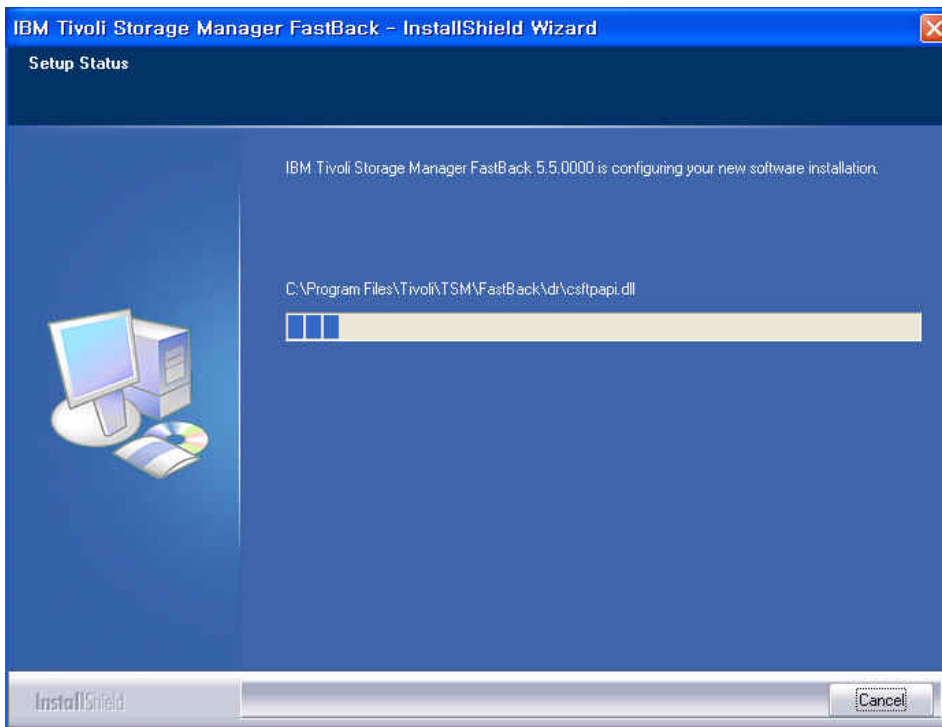 IBM Tivoli Storage Manager FastBack - InstallShield Wizard
Setup Status
IBM Tivoli Storage Manager FastBack 5.5.0000 is configuring your new software installation.
C:\Program Files\Tivoli\TSM\FastBack\dr\csftpapi.dll
InstallShield
Cancel